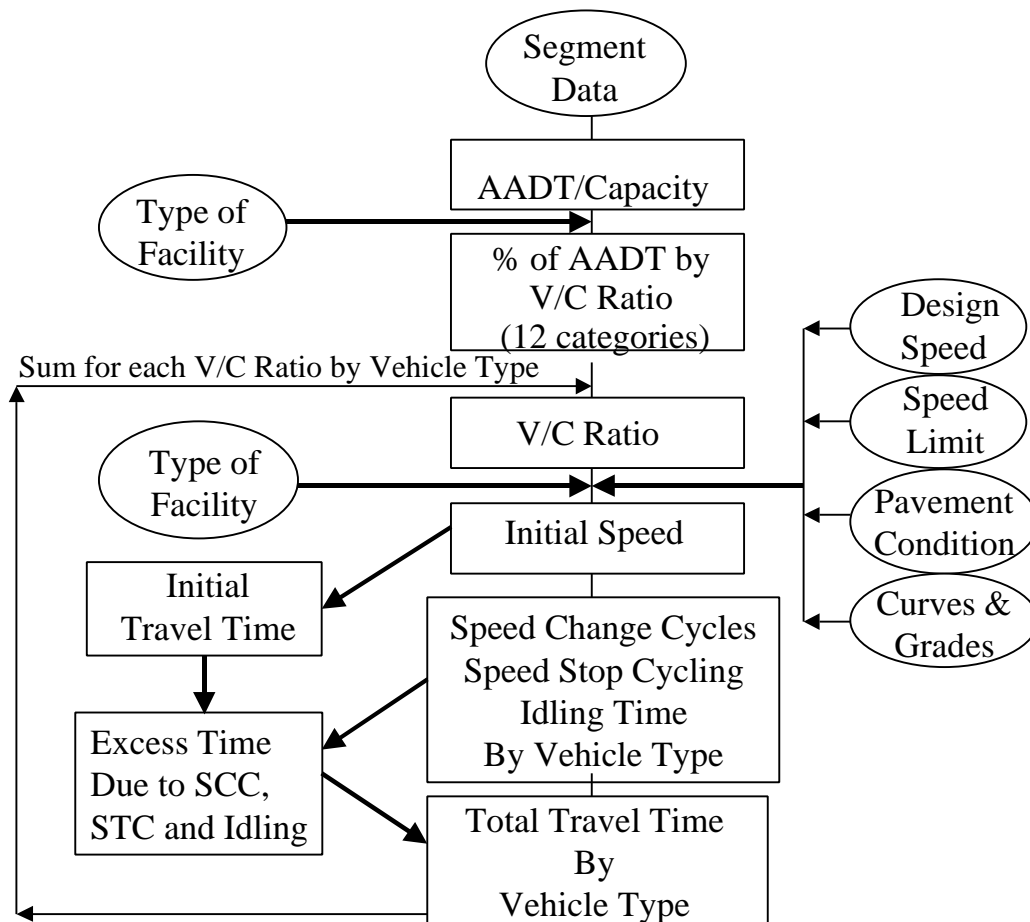 Segment
Data
AADT/Capacity
Type of
Facility
% of AADT by
V/C Ratio
(12 categories)
Design
Speed
Sum for each V/C Ratio by Vehicle Type
V/C Ratio
Speed
Limit
Type of
Facility
Initial Speed
Pavement
Condition
Initial
Travel Time
Speed Change Cycles
Speed Stop Cycling
Idling Time
By Vehicle Type
Curves &
Grades
Excess Time
Due to SCC,
STC and Idling
Total Travel Time
By
Vehicle Type